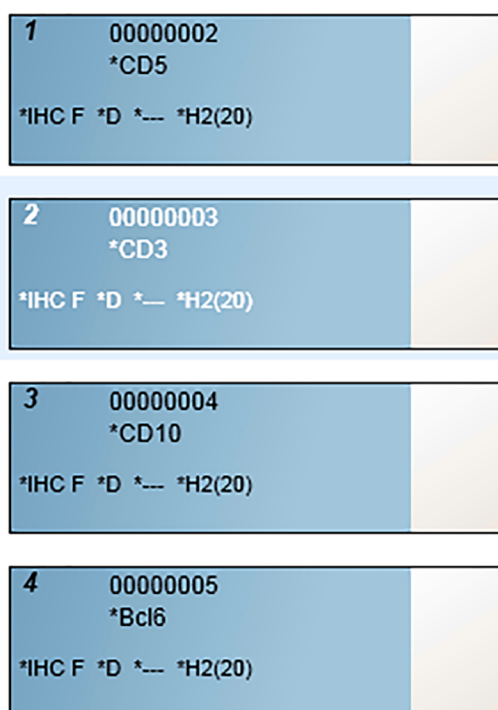 1 00000002
*CD5
*IHC F *D *--- *H2(20)
2 00000003
*CD3
*IHC F *D *--- *H2(20)
3 00000004
*CD10
*IHC F *D *--- *H2(20)
4 00000005
*Bcl6
*IHC F *D *--- *H2(20)